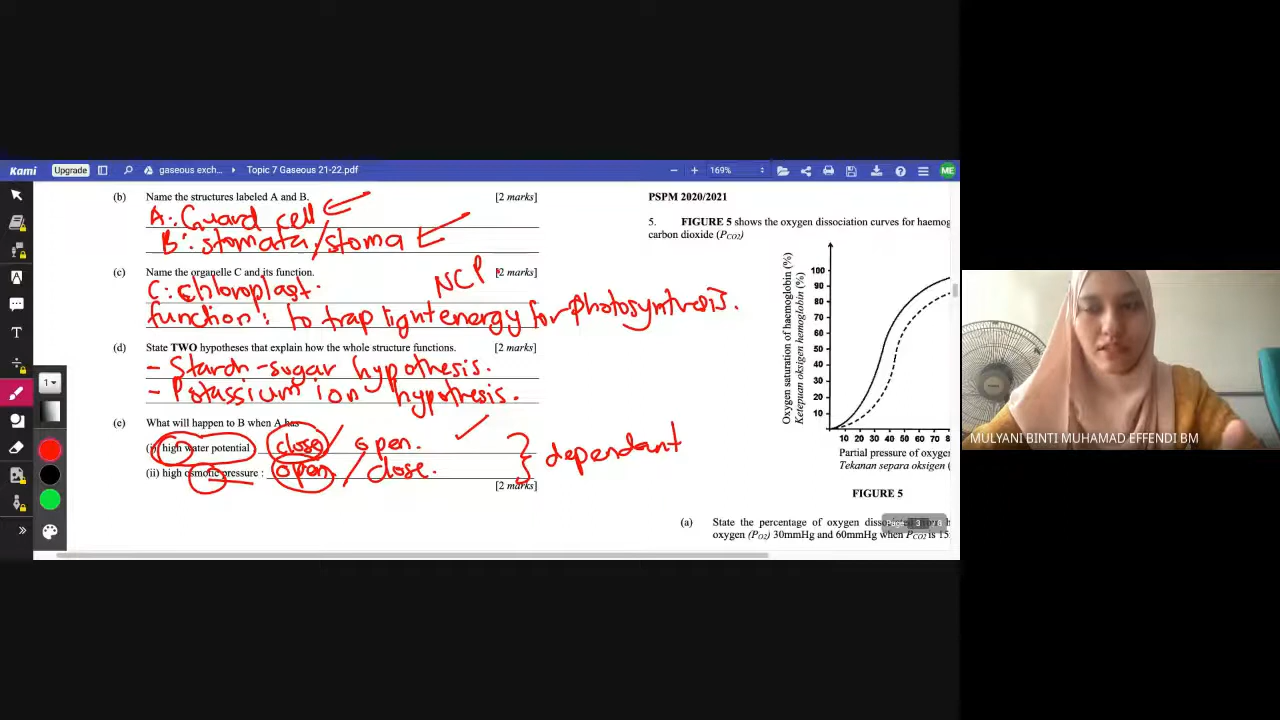 Kami Upgrade gaseous exch... Topic 7 Gaseous 21-22.pdf 169% ME
(b) Name the structures labeled A and B. [2 marks]
A: Guard cell
B: stomata/stoma
(c) Name the organelle C and its function. [2 marks]
NCP
C: chloroplast.
function: to trap light energy for photosynthesis.
(d) State TWO hypotheses that explain how the whole structure functions. [2 marks]
- Starch-sugar hypothesis.
- Potassium ion hypothesis.
(e) What will happen to B when A has
(i) high water potential close / open.
(ii) high osmotic pressure : open / close.
dependant
[2 marks]
1
PSPM 2020/2021
5. FIGURE 5 shows the oxygen dissociation curves for haemog
carbon dioxide (PCO2)
Oxygen saturation of haemoglobin (%)
Ketepuan oksigen hemoglobin (%)
100
90
80
70
60
50
40
30
20
10
10 20 30 40 50 60 70 8
Partial pressure of oxyge
Tekanan separa oksigen (
FIGURE 5
Page 3 / 8
(a) State the percentage of oxygen
oxygen (PO2) 30mmHg and 60mmHg when PCO2 is 15
MULYANI BINTI MUHAMAD EFFENDI BM